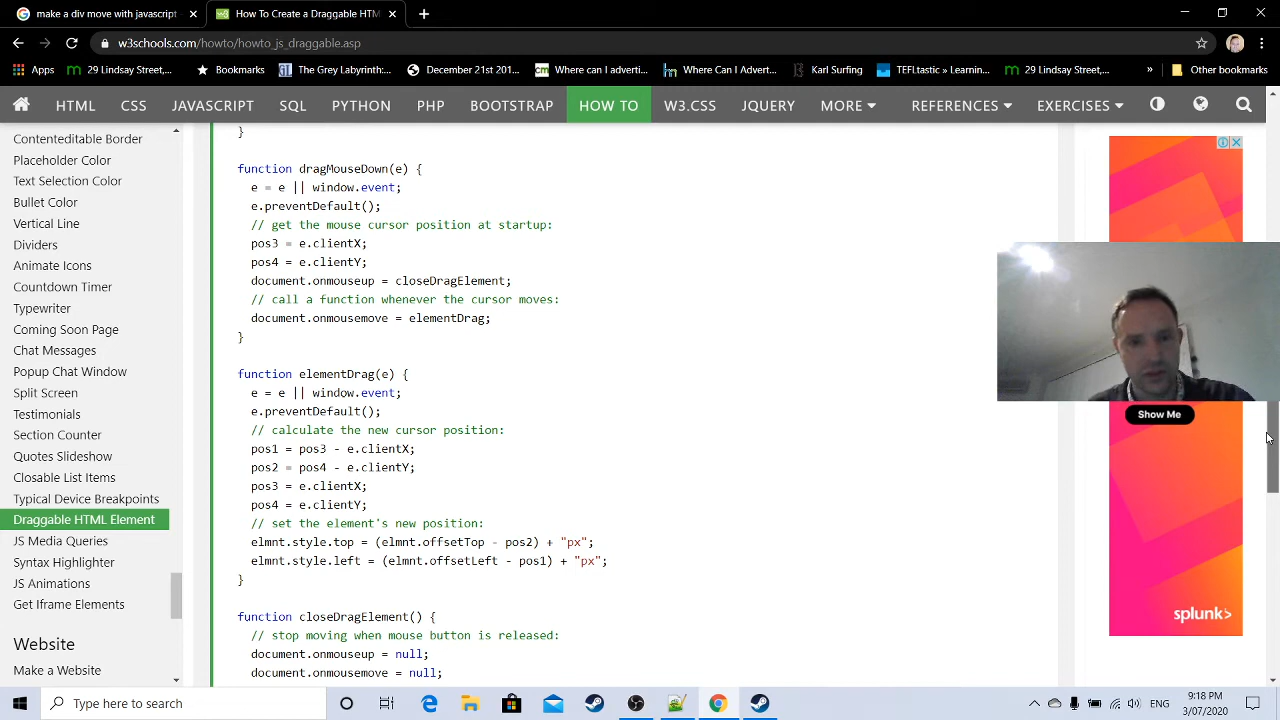 make a div move with javascript
How To Create a Draggable HTM
w3schools.com/howto/howto_js_draggable.asp
Apps
29 Lindsay Street,...
Bookmarks
The Grey Labyrinth:...
December 21st 201...
Where can i adverti...
Where Can I Advert...
Karl Surfing
TEFLtastic » Learnin...
29 Lindsay Street,...
»
Other bookmarks
HTML
CSS
JAVASCRIPT
SQL
PYTHON
PHP
BOOTSTRAP
HOW TO
W3.CSS
JQUERY
MORE
REFERENCES
EXERCISES
Contenteditable Border
Placeholder Color
Text Selection Color
Bullet Color
Vertical Line
Dividers
Animate Icons
Countdown Timer
Typewriter
Coming Soon Page
Chat Messages
Popup Chat Window
Split Screen
Testimonials
Section Counter
Quotes Slideshow
Closable List Items
Typical Device Breakpoints
Draggable HTML Element
JS Media Queries
Syntax Highlighter
JS Animations
Get Iframe Elements
Website
Make a Website
}
function dragMouseDown(e) {
e = e || window.event;
e.preventDefault();
// get the mouse cursor position at startup:
pos3 = e.clientX;
pos4 = e.clientY;
document.onmouseup = closeDragElement;
// call a function whenever the cursor moves:
document.onmousemove = elementDrag;
}
function elementDrag(e) {
e = e || window.event;
e.preventDefault();
// calculate the new cursor position:
pos1 = pos3 - e.clientX;
pos2 = pos4 - e.clientY;
pos3 = e.clientX;
pos4 = e.clientY;
// set the element's new position:
elmnt.style.top = (elmnt.offsetTop - pos2) + "px";
elmnt.style.left = (elmnt.offsetLeft - pos1) + "px";
}
function closeDragElement() {
// stop moving when mouse button is released:
document.onmouseup = null;
document.onmousemove = null;
Show Me
splunk>
Type here to search
ENG
9:18 PM
3/07/2020